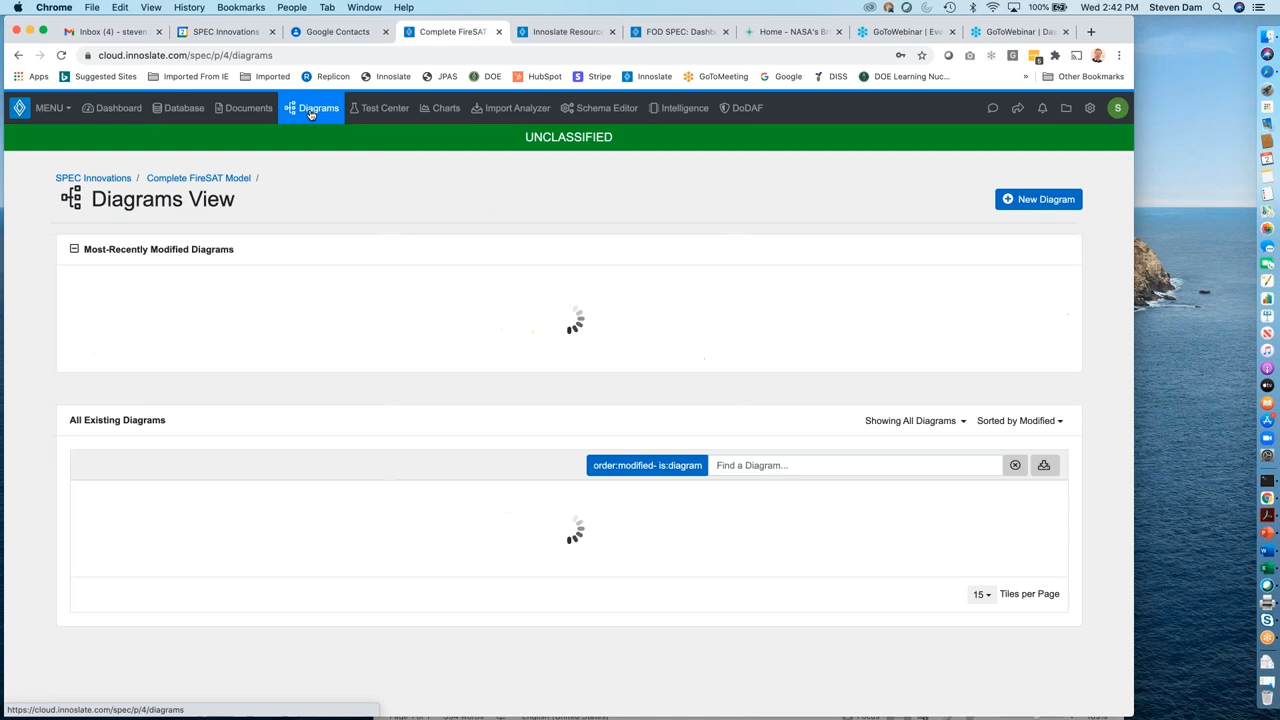 Chrome File Edit View History Bookmarks People Tab Window Help 100% Wed 2:42 PM
Inbox (4) – steven SPEC Innovations Google Contacts Complete FireSAT Innoslate Resourc FOD SPEC: Dashb Home – NASA's B GoToWebinar | Eve GoToWebinar | Das
cloud.innoslate.com/spec/p/4/diagrams
Apps Suggested Sites Imported From IE Imported Replicon Innoslate JPAS DOE HubSpot Stripe Innoslate GoToMeeting Google DISS DOE Learning Nuc... » Other Bookmarks
MENU Dashboard Database Documents Diagrams Test Center Charts Import Analyzer Schema Editor Intelligence DoDAF S
UNCLASSIFIED
SPEC Innovations / Complete FireSAT Model /
Diagrams View
New Diagram
Most-Recently Modified Diagrams
All Existing Diagrams
Showing All Diagrams Sorted by Modified
order:modified- is:diagram Find a Diagram...
15 Tiles per Page
https://cloud.innoslate.com/spec/p/4/diagrams